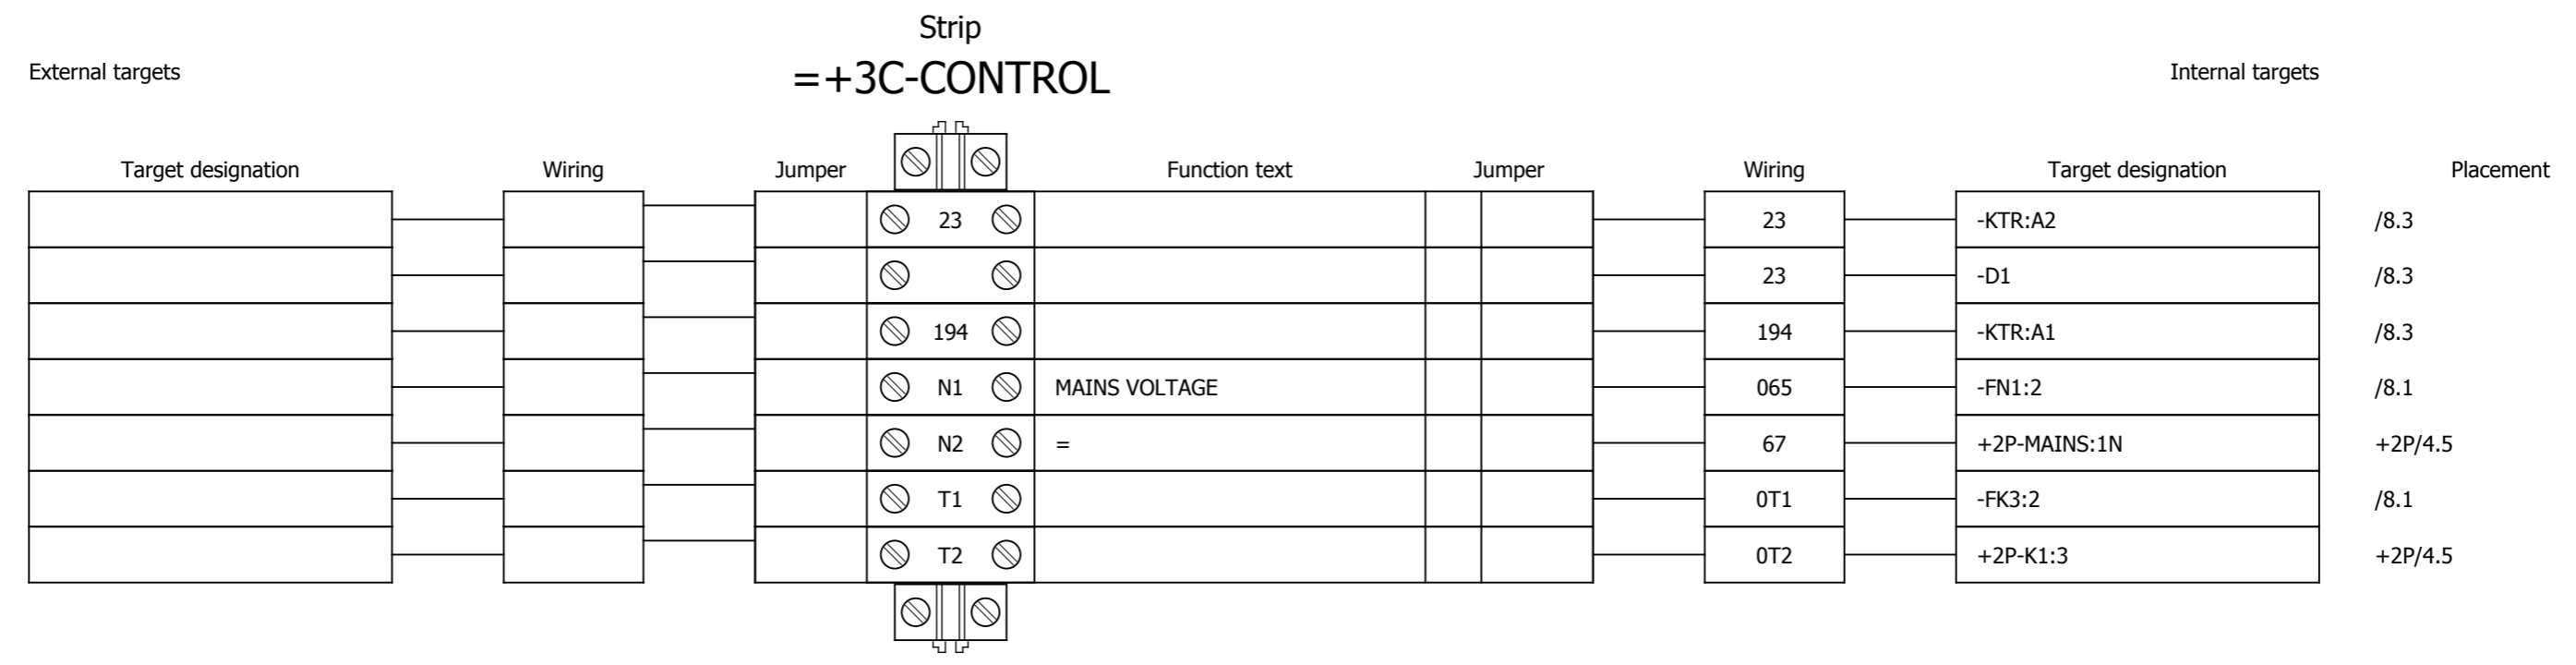 Strip
External targets =+3C-CONTROL Internal targets
Target designation Wiring Jumper Function text Jumper Wiring Target designation Placement
23 23 -KTR:A2 /8.3
23 -D1 /8.3
194 194 -KTR:A1 /8.3
N1 MAINS VOLTAGE 065 -FN1:2 /8.1
N2 = 67 +2P-MAINS:1N +2P/4.5
T1 0T1 -FK3:2 /8.1
T2 0T2 +2P-K1:3 +2P/4.5